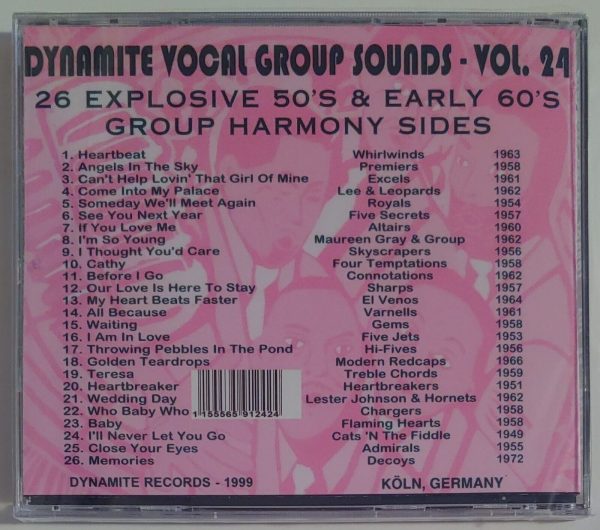 DYNAMITE VOCAL GROUP SOUNDS - VOL. 24
26 EXPLOSIVE 50'S & EARLY 60'S
GROUP HARMONY SIDES
1. Heartbeat Whirlwinds 1963
2. Angels In The Sky Premiers 1958
3. Can't Help Lovin' That Girl Of Mine Excels 1961
4. Come Into My Palace Lee & Leopards 1962
5. Someday We'll Meet Again Royals 1954
6. See You Next Year Five Secrets 1957
7. If You Love Me Altairs 1960
8. I'm So Young Maureen Gray & Group 1962
9. I Thought You'd Care Skyscrapers 1956
10. Cathy Four Temptations 1958
11. Before I Go Connotations 1962
12. Our Love Is Here To Stay Sharps 1957
13. My Heart Beats Faster El Venos 1964
14. All Because Varnells 1961
15. Waiting Gems 1958
16. I Am In Love Five Jets 1953
17. Throwing Pebbles In The Pond Hi-Fives 1956
18. Golden Teardrops Modern Redcaps 1966
19. Teresa Treble Chords 1959
20. Heartbreaker Heartbreakers 1951
21. Wedding Day Lester Johnson & Hornets 1962
22. Who Baby Who Chargers 1958
23. Baby Flaming Hearts 1958
24. I'll Never Let You Go Cats 'N The Fiddle 1949
25. Close Your Eyes Admirals 1955
26. Memories Decoys 1972
1 155565 912424
DYNAMITE RECORDS - 1999 KÖLN, GERMANY